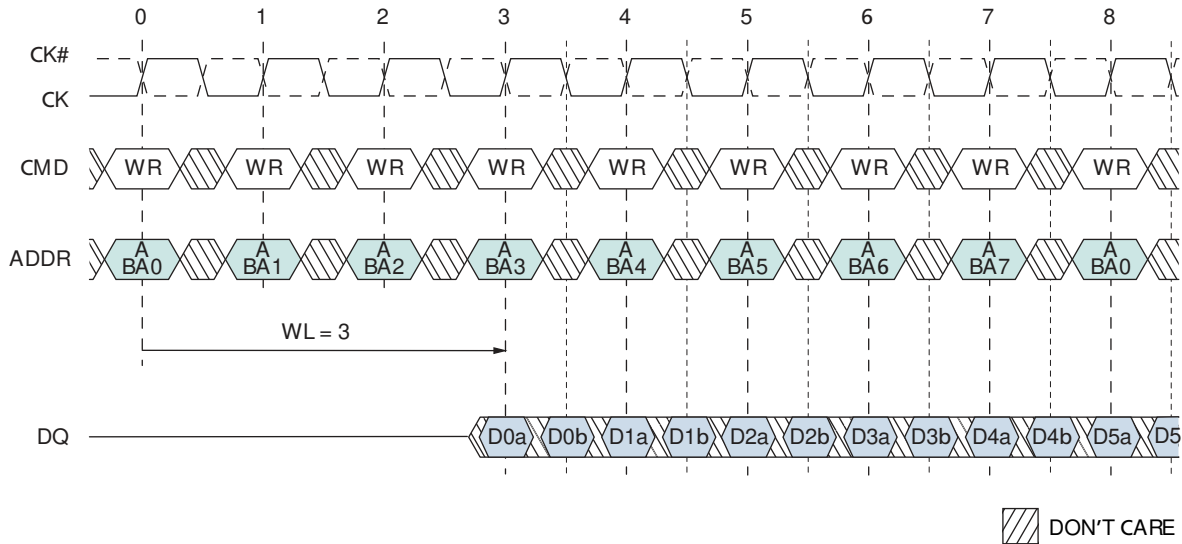 0 1 2 3 4 5 6 7 8
CK#
CK
CMD WR WR WR WR WR WR WR WR WR
ADDR A BA0 A BA1 A BA2 A BA3 A BA4 A BA5 A BA6 A BA7 A BA0
WL = 3
DQ D0a D0b D1a D1b D2a D2b D3a D3b D4a D4b D5a D5
DON'T CARE